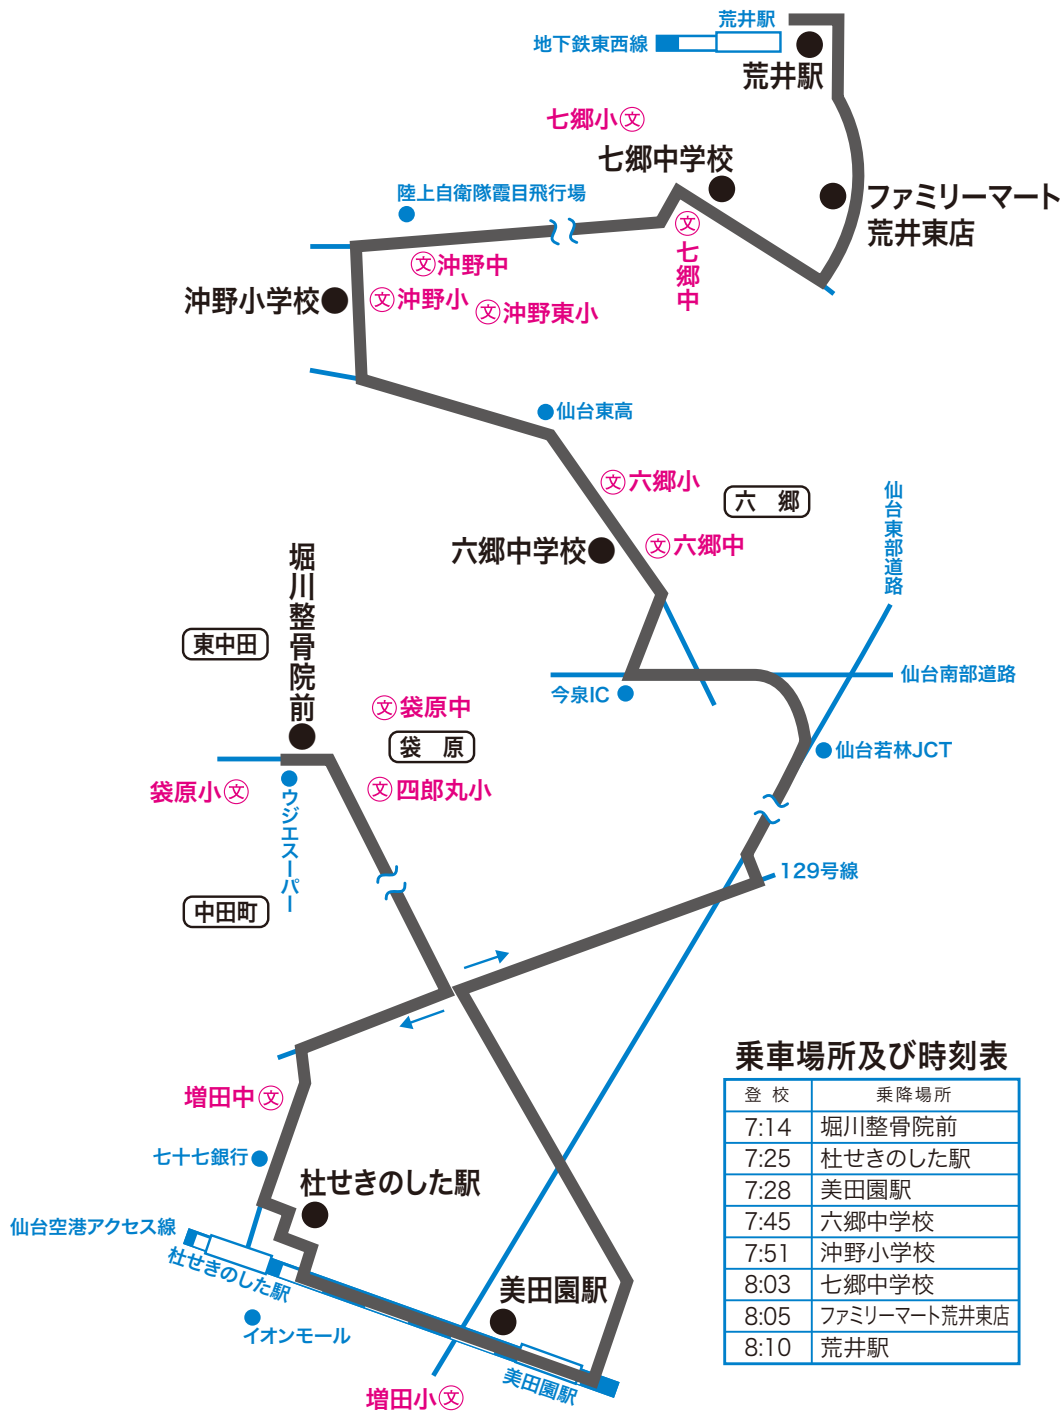 荒井駅
地下鉄東西線
荒井駅
七郷小㊛
七郷中学校
ファミリーマート
荒井東店
陸上自衛隊霞目飛行場
文七郷中
文沖野中
沖野小学校
文沖野小
文沖野東小
仙台東高
文六郷小
六 郷
仙台東部道路
六郷中学校
文六郷中
堀川整骨院前
東中田
仙台南部道路
今泉IC
文袋原中
袋 原
仙台若林JCT
袋原小文
文四郎丸小
ウジエスーパー
129号線
中田町
増田中文
七十七銀行
杜せきのした駅
仙台空港アクセス線
杜せきのした駅
イオンモール
美田園駅
美田園駅
増田小文
乗車場所及び時刻表
登 校 乗降場所
7:14 堀川整骨院前
7:25 杜せきのした駅
7:28 美田園駅
7:45 六郷中学校
7:51 沖野小学校
8:03 七郷中学校
8:05 ファミリーマート荒井東店
8:10 荒井駅